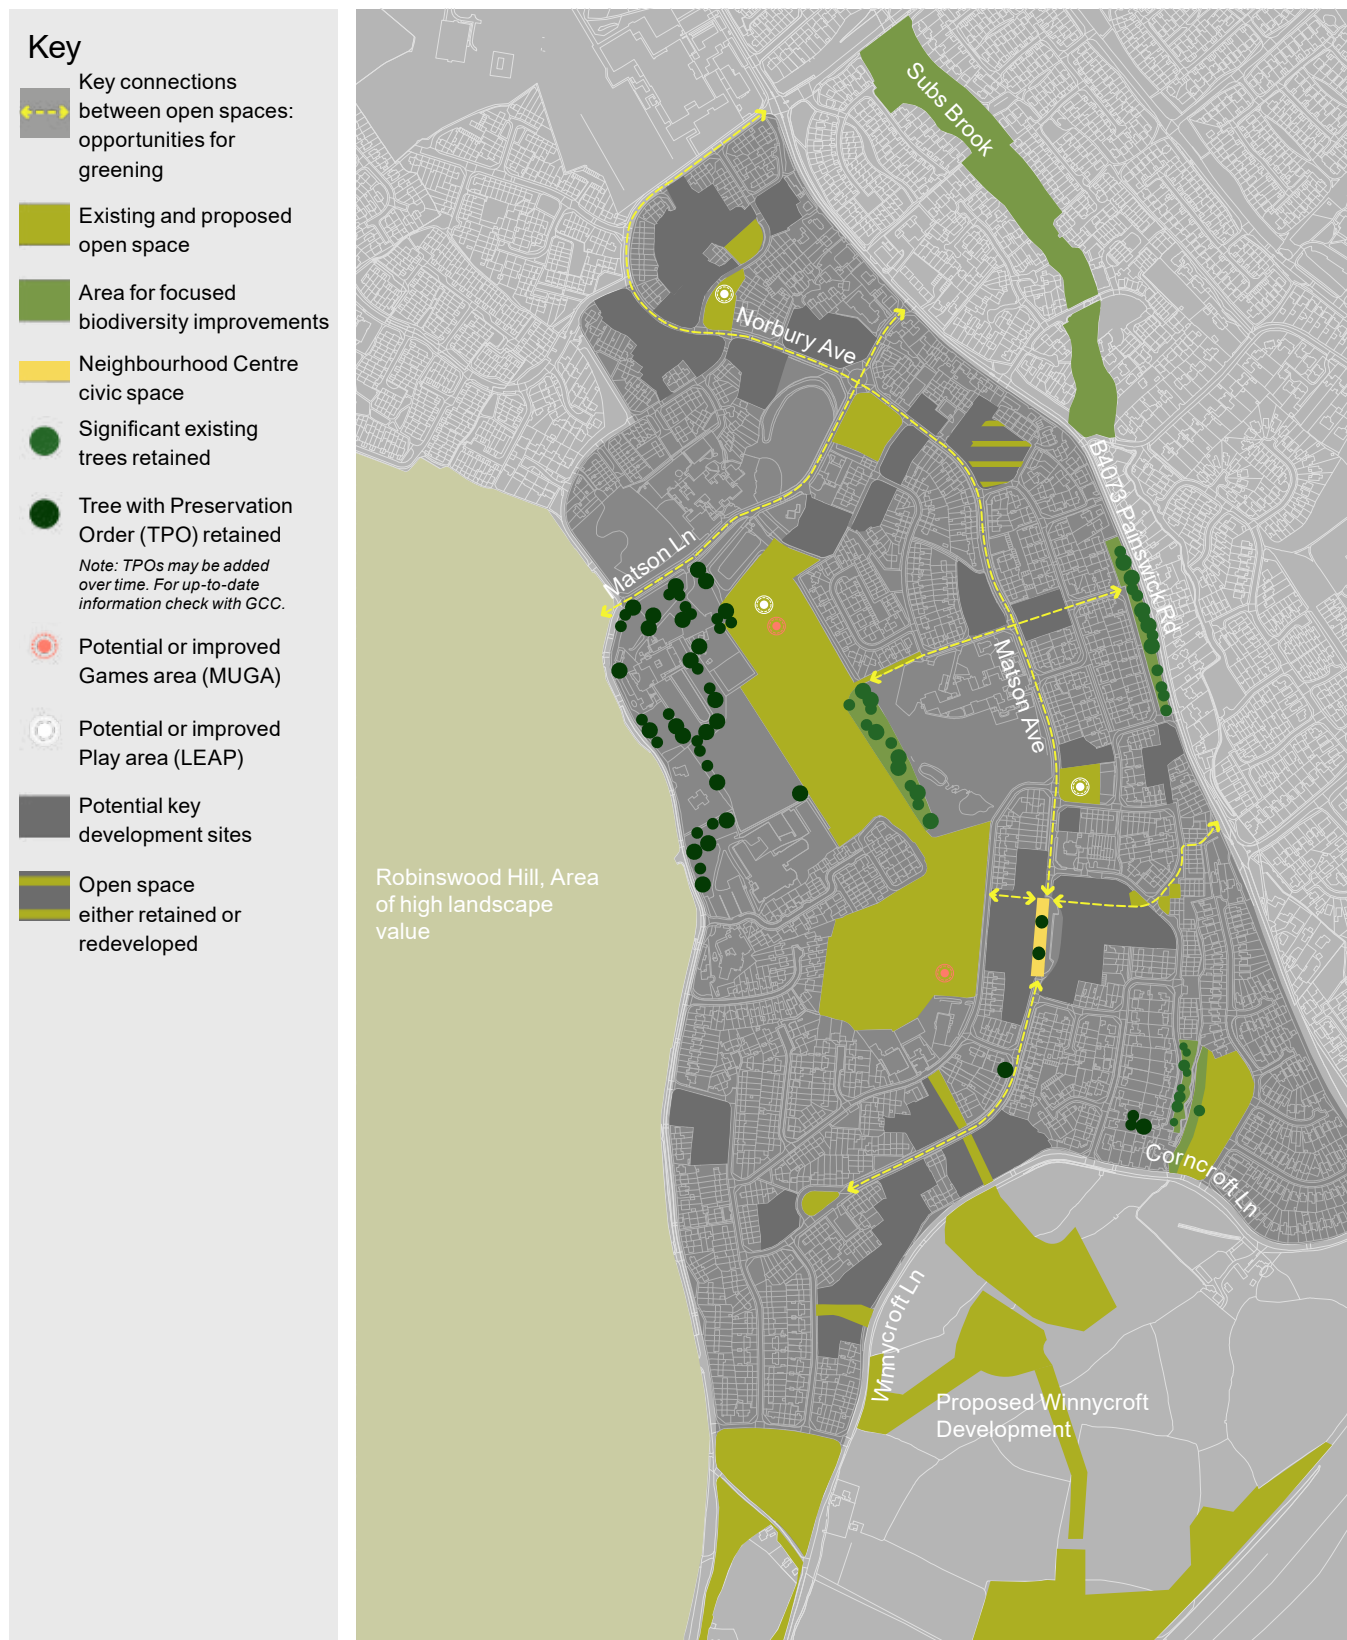 Key
Key connections
between open spaces:
opportunities for
greening
Existing and proposed
open space
Area for focused
biodiversity improvements
Neighbourhood Centre
civic space
Significant existing
trees retained
Tree with Preservation
Order (TPO) retained
Note: TPOs may be added
over time. For up-to-date
information check with GCC.
Potential or improved
Games area (MUGA)
Potential or improved
Play area (LEAP)
Potential key
development sites
Open space
either retained or
redeveloped
Subs Brook
Norbury Ave
B4073 Painswick Rd
Matson Ln
Matson Ave
Robinswood Hill, Area
of high landscape
value
Corncroft Ln
Winnycroft Ln
Proposed Winnycroft
Development